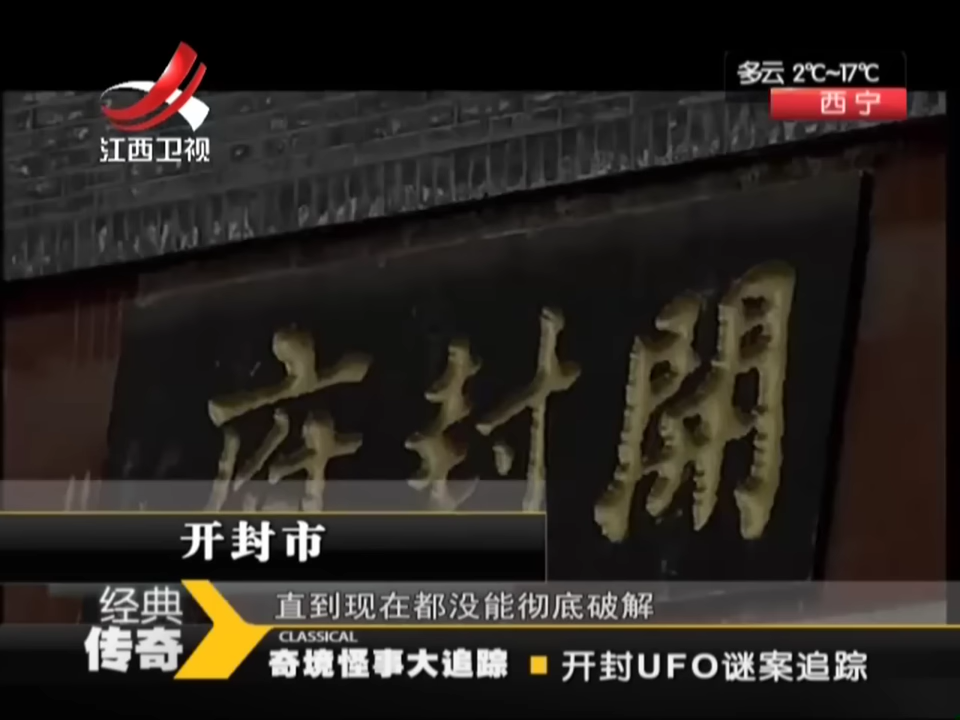 江西卫视
多云 2℃~17℃
西宁
府封開
开封市
经典
传奇
直到现在都没能彻底破解
CLASSICAL
奇境怪事大追踪 ■ 开封UFO谜案追踪